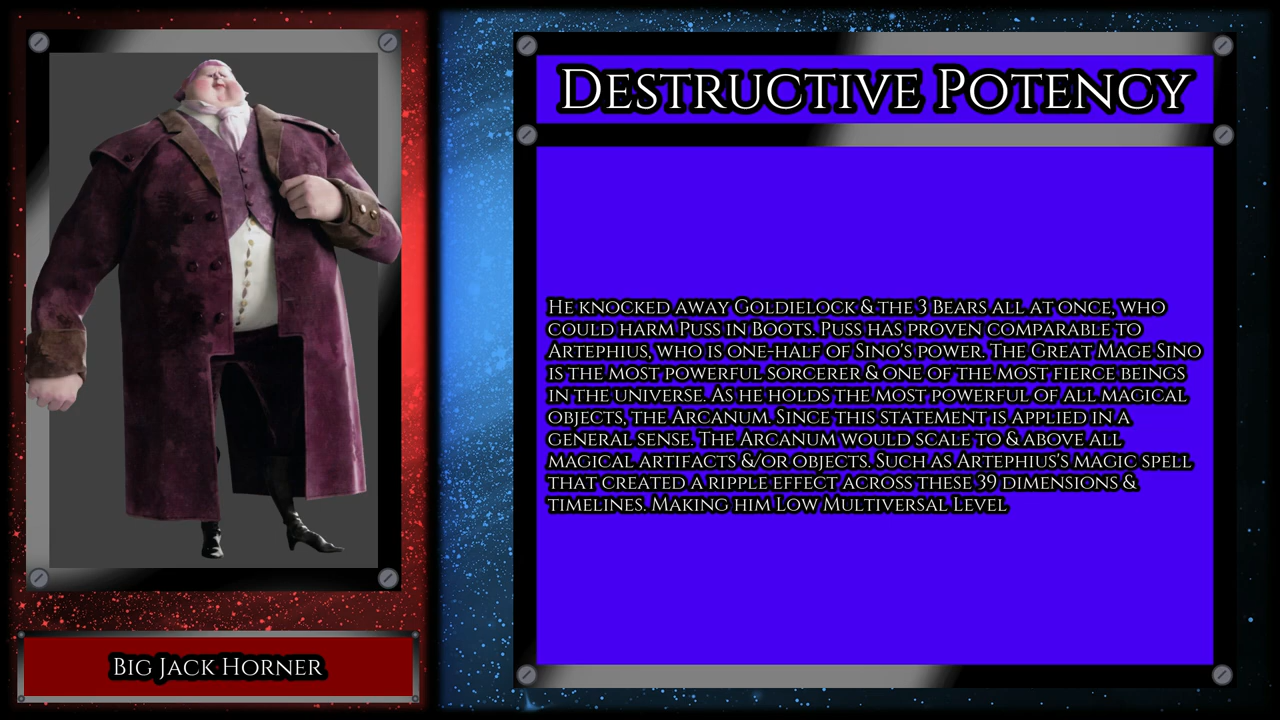 Destructive Potency
He knocked away Goldielock & the 3 Bears all at once, who
could harm Puss in Boots. Puss has proven comparable to
Artephius, who is one-half of Sino's power. The Great Mage Sino
is the most powerful sorcerer & one of the most fierce beings
in the universe. As he holds the most powerful of all magical
objects, the Arcanum. Since this statement is applied in a
general sense. The Arcanum would scale to & above all
magical artifacts &/or objects. Such as Artephius's magic spell
that created a ripple effect across these 39 dimensions &
timelines. Making him Low Multiversal Level
Big Jack Horner